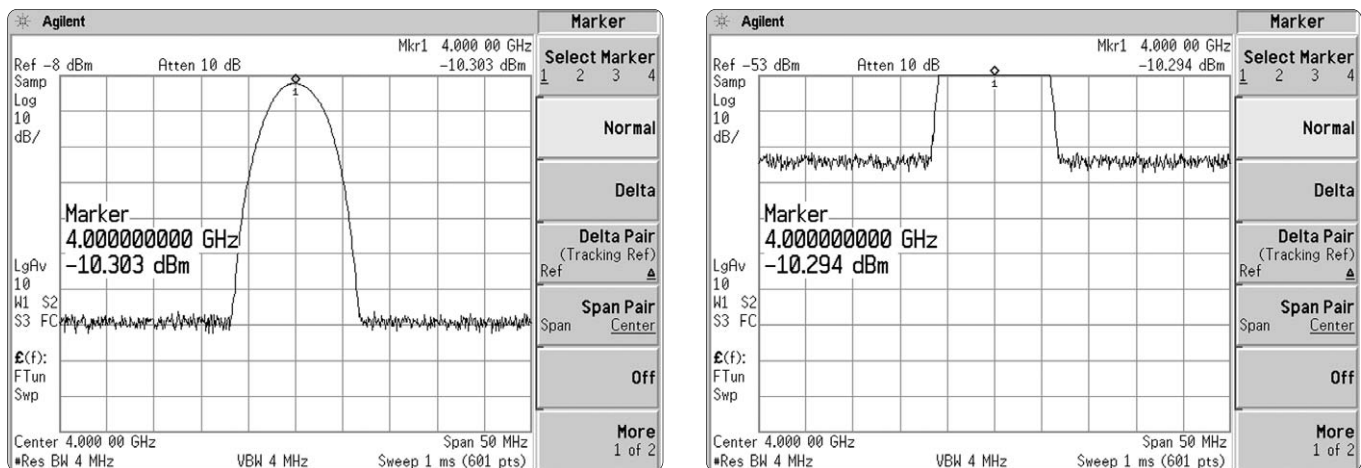 Agilent
Marker
Mkr1 4.000 00 GHz
Ref -8 dBm Atten 10 dB -10.303 dBm
Samp
Log
10
dB/
1
Marker
4.000000000 GHz
-10.303 dBm
LgAv
10
W1 S2
S3 FC
£(f):
FTun
Swp
Center 4.000 00 GHz Span 50 MHz
#Res BW 4 MHz VBW 4 MHz Sweep 1 ms (601 pts)
Select Marker
1 2 3 4
Normal
Delta
Delta Pair
(Tracking Ref)
Ref Δ
Span Pair
Span Center
Off
More
1 of 2
Agilent
Marker
Mkr1 4.000 00 GHz
Ref -53 dBm Atten 10 dB -10.294 dBm
Samp
Log
10
dB/
1
Marker
4.000000000 GHz
-10.294 dBm
LgAv
10
W1 S2
S3 FC
£(f):
FTun
Swp
Center 4.000 00 GHz Span 50 MHz
#Res BW 4 MHz VBW 4 MHz Sweep 1 ms (601 pts)
Select Marker
1 2 3 4
Normal
Delta
Delta Pair
(Tracking Ref)
Ref Δ
Span Pair
Span Center
Off
More
1 of 2